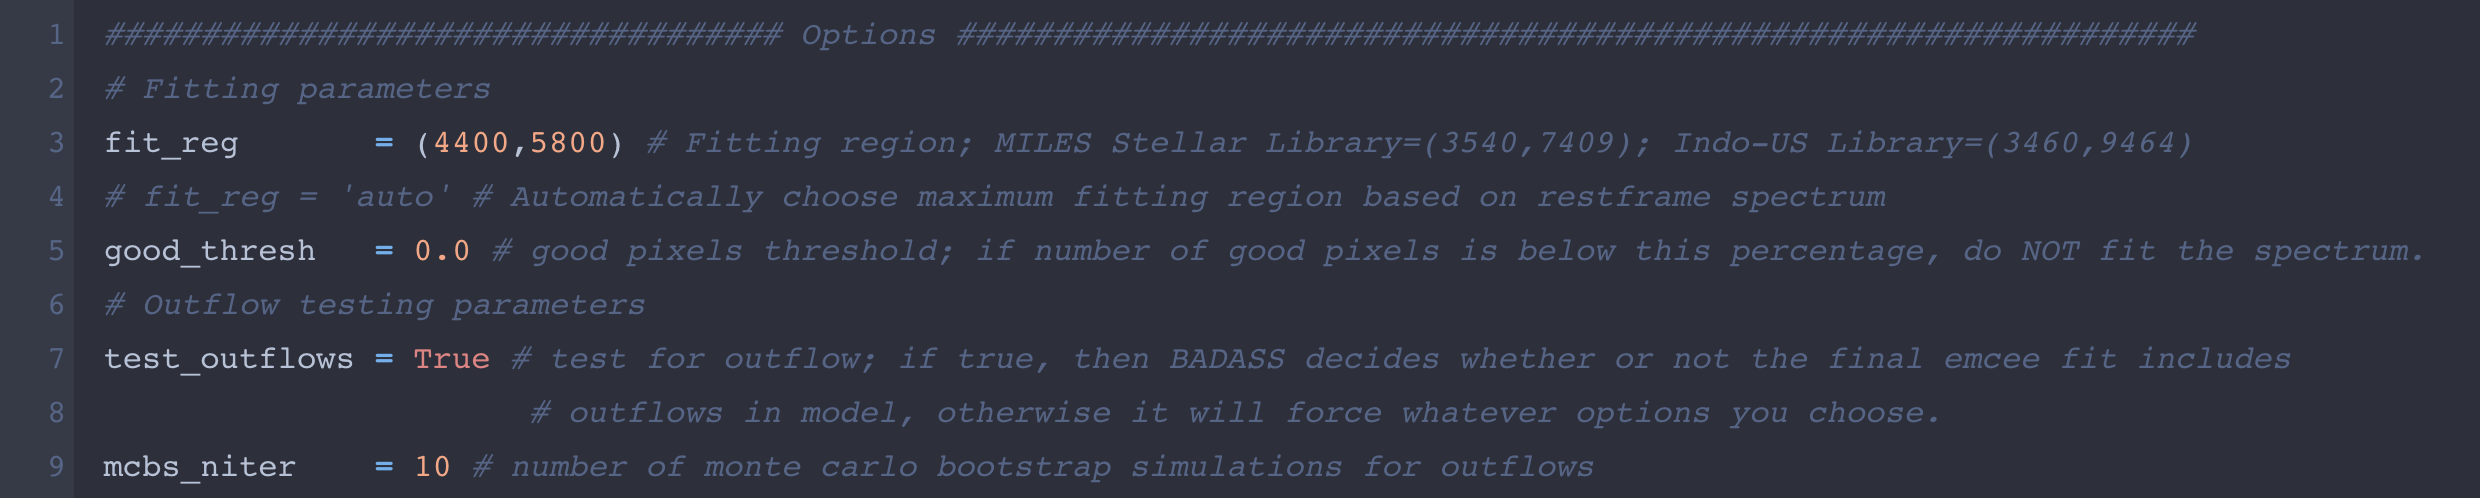 1 ################################### Options ################################################################
2 # Fitting parameters
3 fit_reg       = (4400,5800) # Fitting region; MILES Stellar Library=(3540,7409); Indo-US Library=(3460,9464)
4 # fit_reg = 'auto' # Automatically choose maximum fitting region based on restframe spectrum
5 good_thresh   = 0.0 # good pixels threshold; if number of good pixels is below this percentage, do NOT fit the spectrum.
6 # Outflow testing parameters
7 test_outflows = True # test for outflow; if true, then BADASS decides whether or not the final emcee fit includes
8                       # outflows in model, otherwise it will force whatever options you choose.
9 mcbs_niter    = 10 # number of monte carlo bootstrap simulations for outflows